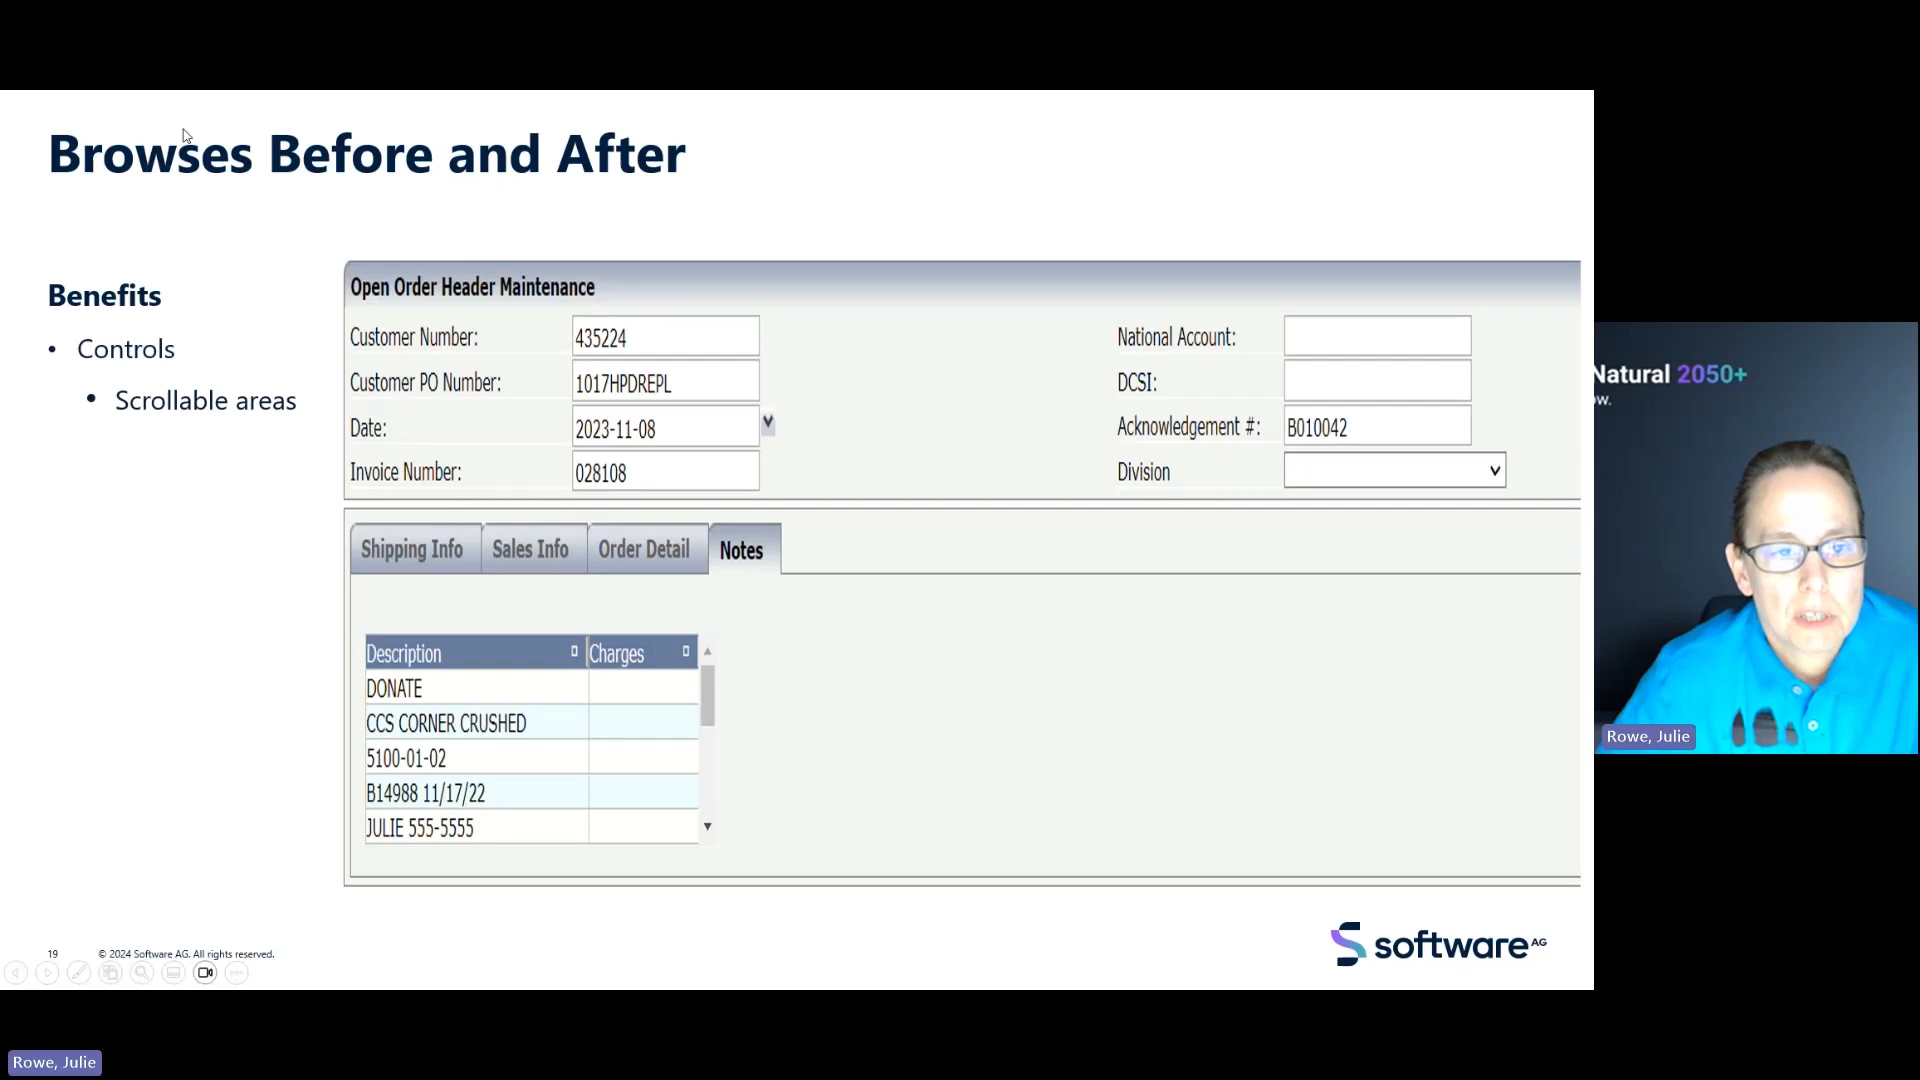 Browses Before and After
Benefits
• Controls
• Scrollable areas
Open Order Header Maintenance
Customer Number: 435224
National Account:
Customer PO Number: 1017HPDREPL
DCSI:
Date: 2023-11-08
Acknowledgement #: B010042
Invoice Number: 028108
Division
Shipping Info Sales Info Order Detail Notes
Description Charges
DONATE
CCS CORNER CRUSHED
5100-01-02
B14988 11/17/22
JULIE 555-5555
19 © 2024 Software AG. All rights reserved.
software AG
Natural 2050+
ow.
Rowe, Julie
Rowe, Julie